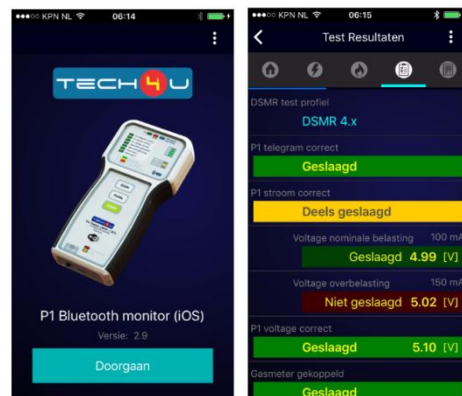 KPN NL 06:14
TECH4U
P1 Bluetooth monitor (iOS)
Versie: 2.9
Doorgaan
KPN NL 06:15
Test Resultaten
DSMR test profiel
DSMR 4.x
P1 telegram correct
Geslaagd
P1 stroom correct
Deels geslaagd
Voltage nominale belasting 100 mA
Geslaagd 4.99 [V]
Voltage overbelasting 150 mA
Niet geslaagd 5.02 [V]
P1 voltage correct
Geslaagd 5.10 [V]
Gasmeter gekoppeld
Geslaagd